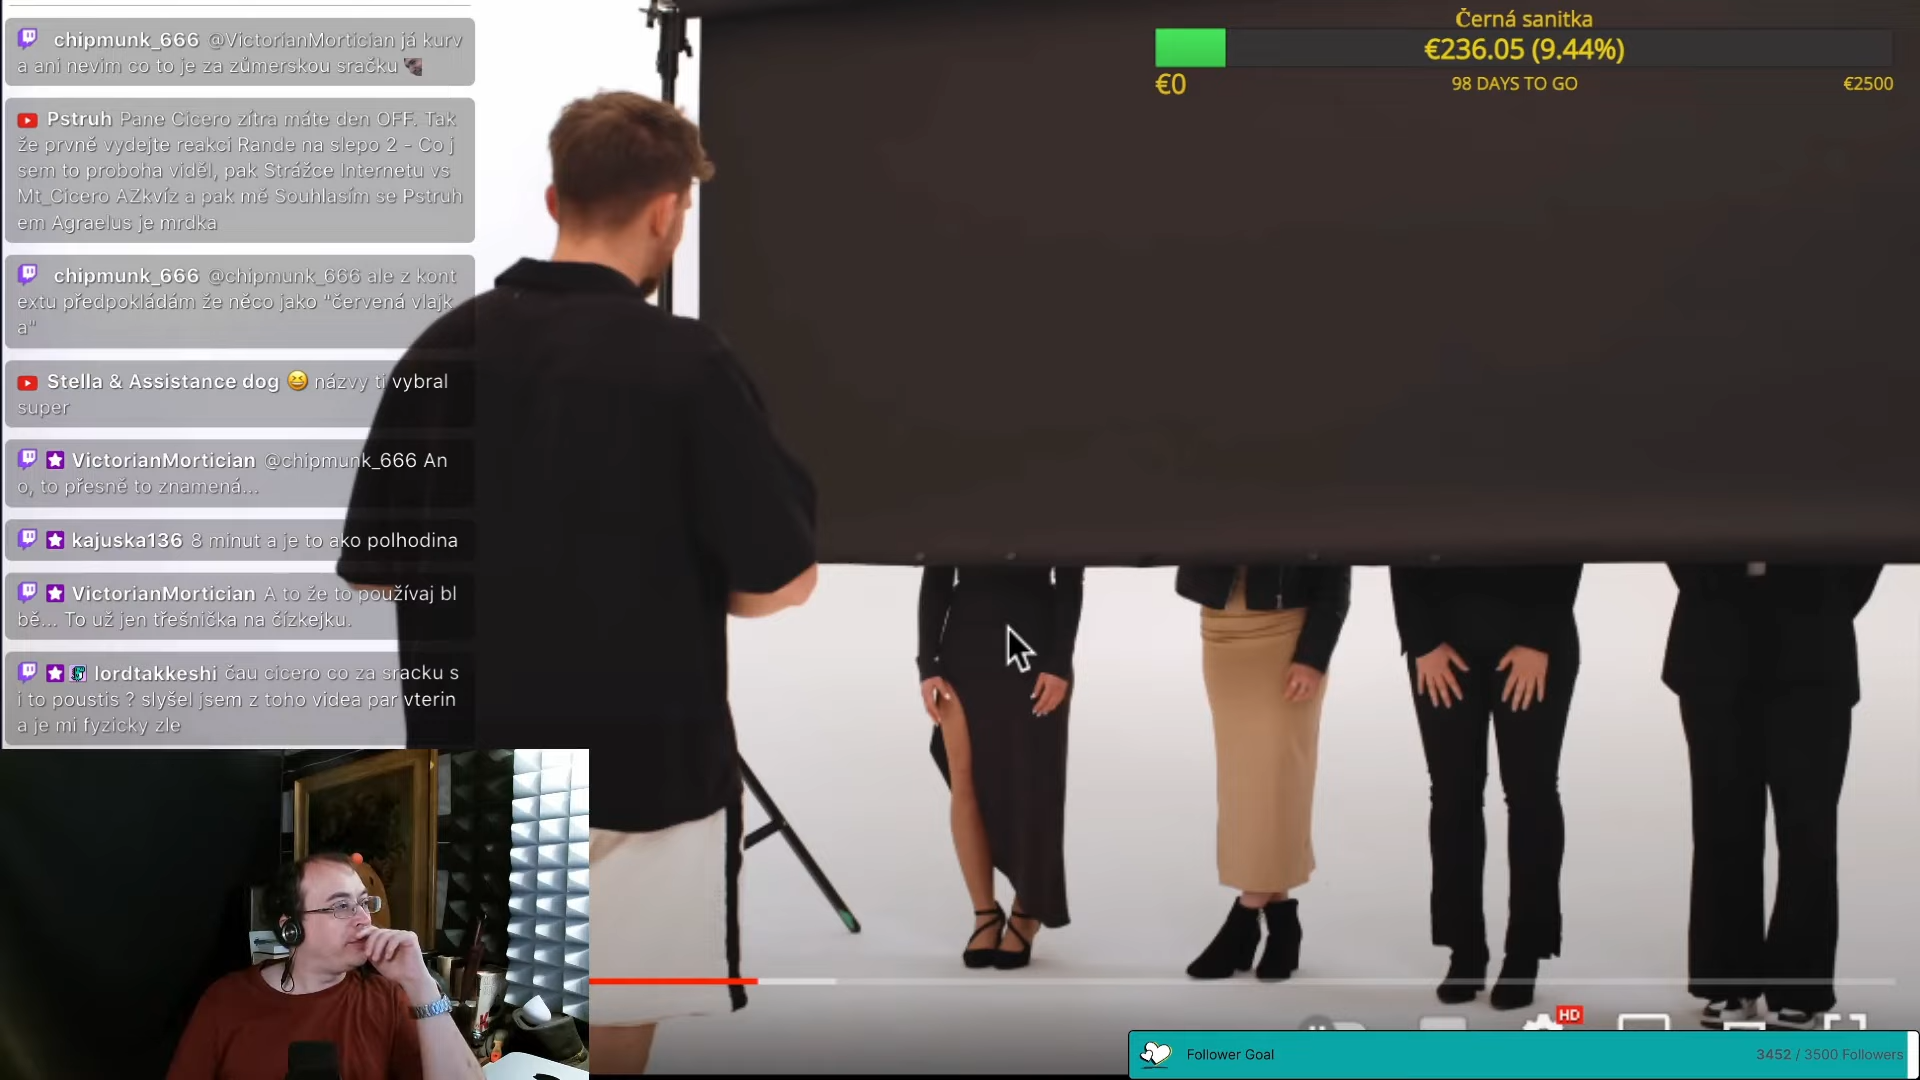 chipmunk_666 @VictorianMortician já kurv
a ani nevim co to je za zůmerskou sračku
Pstruh Pane Cicero zítra máte den OFF. Tak
že prvně vydejte reakci Rande na slepo 2 - Co j
sem to proboha viděl, pak Strážce Internetu vs
Mt_Cicero AZkvíz a pak mě Souhlasím se Pstruh
em Agraelus je mrdka
chipmunk_666 @chipmunk_666 ale z kont
extu předpokládám že něco jako "červená vlajk
a"
Stella & Assistance dog 😆 názvy ti vybral
super
VictorianMortician @chipmunk_666 An
o, to přesně to znamená...
kajuska136 8 minut a je to ako polhodina
VictorianMortician A to že to používaj bl
bě... To už jen třešnička na čízkejku.
lordtakkeshi čau cicero co za sracku s
i to poustis ? slyšel jsem z toho videa par vterin
a je mi fyzicky zle
Černá sanitka
€236.05 (9.44%)
€0
98 DAYS TO GO
€2500
HD
Follower Goal
3452 / 3500 Followers